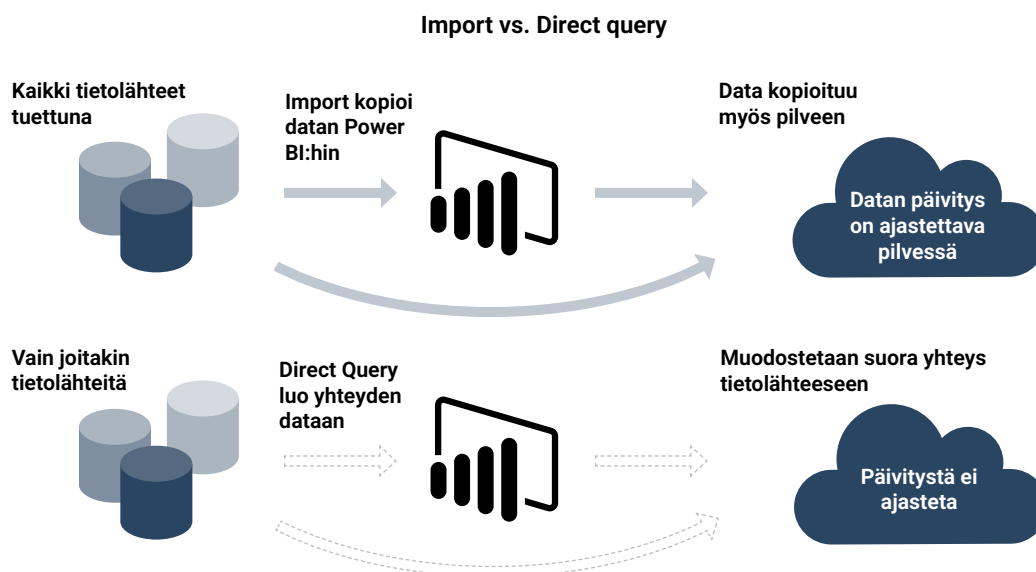 Import vs. Direct query
Kaikki tietolähteet
tuettuna
Import kopioi
datan Power
BI:hin
Data kopioituu
myös pilveen
Datan päivitys
on ajastettava
pilvessä
Vain joitakin
tietolähteitä
Direct Query
luo yhteyden
dataan
Muodostetaan suora yhteys
tietolähteeseen
Päivitystä ei
ajasteta